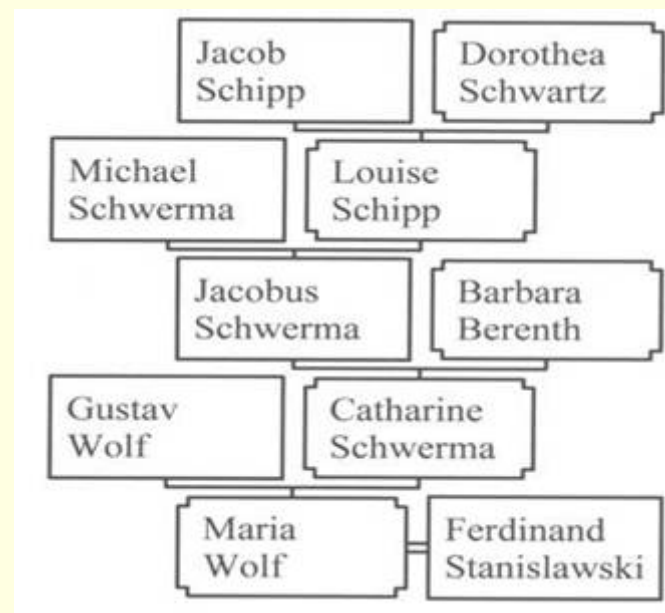 Jacob
Schipp
Dorothea
Schwartz
Michael
Schwerma
Louise
Schipp
Jacobus
Schwerma
Barbara
Berenth
Gustav
Wolf
Catharine
Schwerma
Maria
Wolf
Ferdinand
Stanislawski